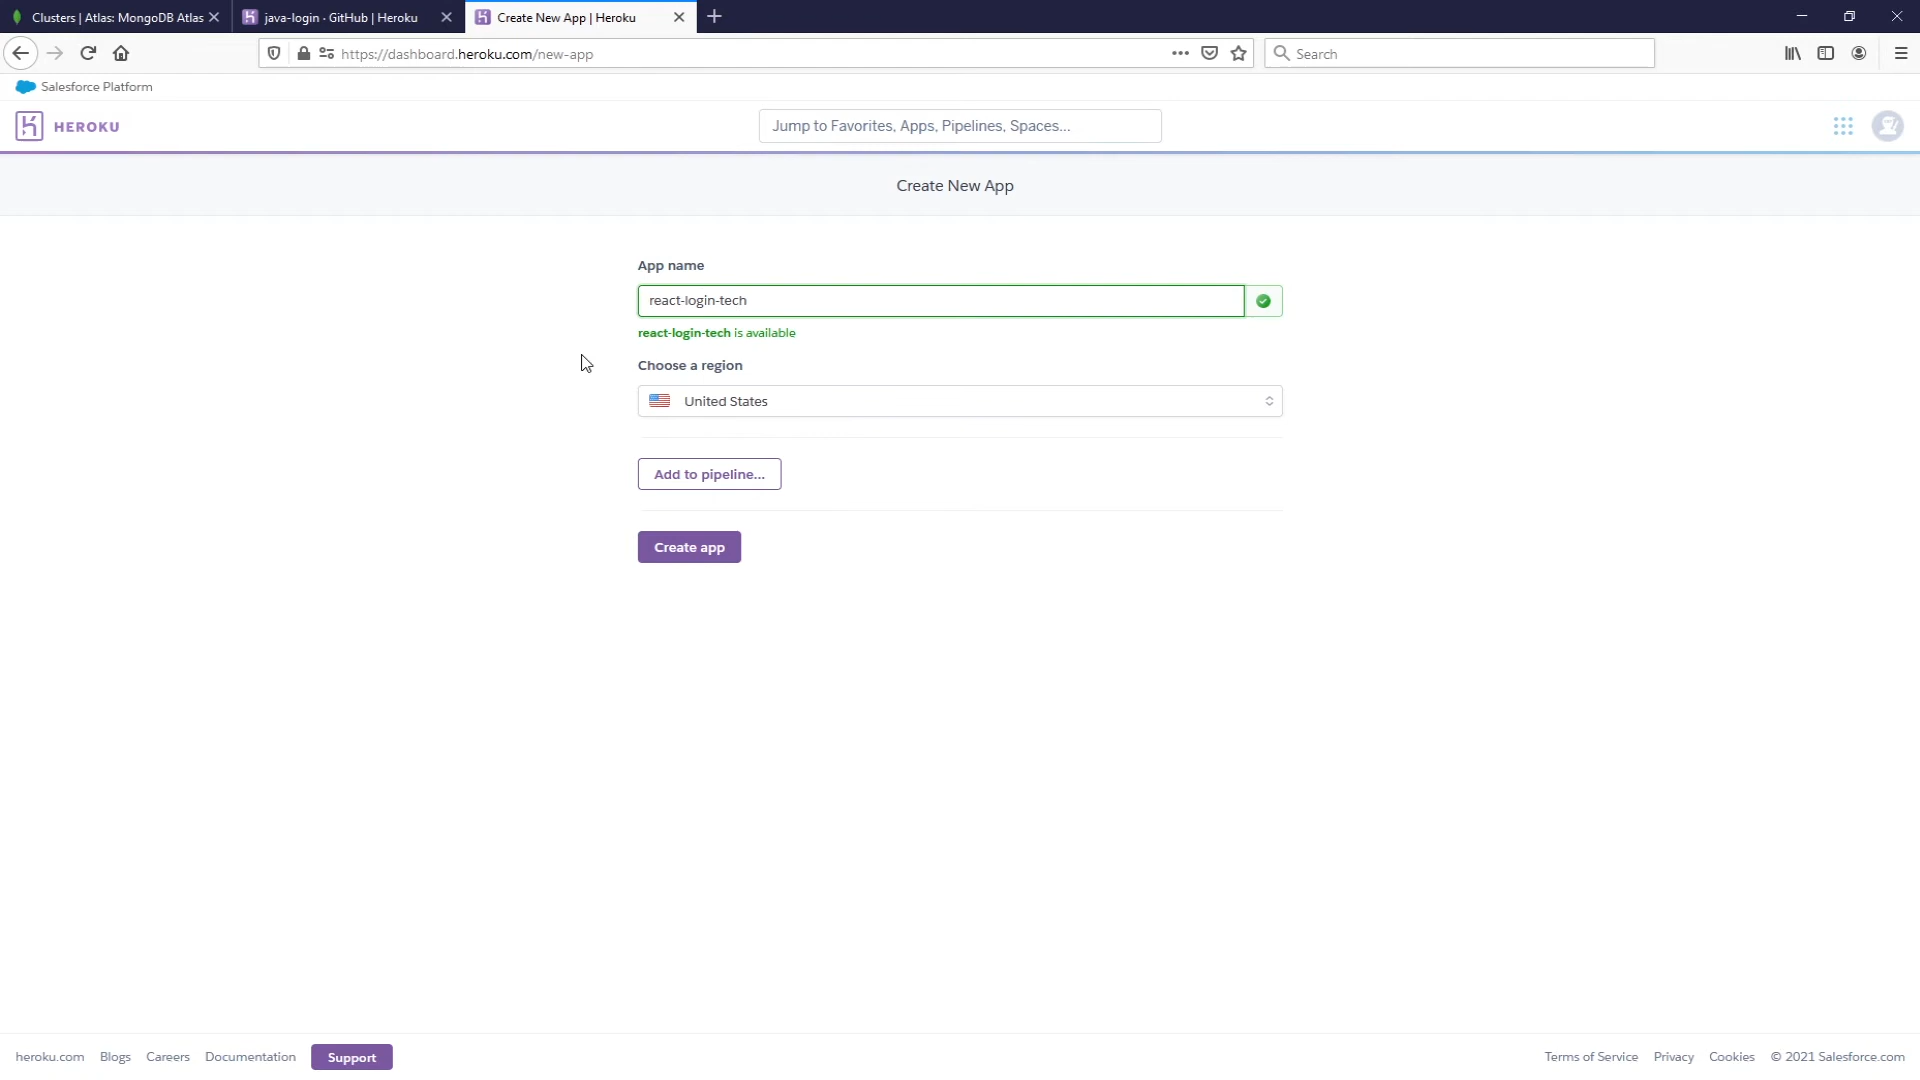 Clusters | Atlas: MongoDB Atlas
java-login · GitHub | Heroku
Create New App | Heroku
https://dashboard.heroku.com/new-app
Search
Salesforce Platform
HEROKU
Jump to Favorites, Apps, Pipelines, Spaces...
Create New App
App name
react-login-tech
react-login-tech is available
Choose a region
United States
Add to pipeline...
Create app
heroku.com Blogs Careers Documentation Support
Terms of Service Privacy Cookies © 2021 Salesforce.com